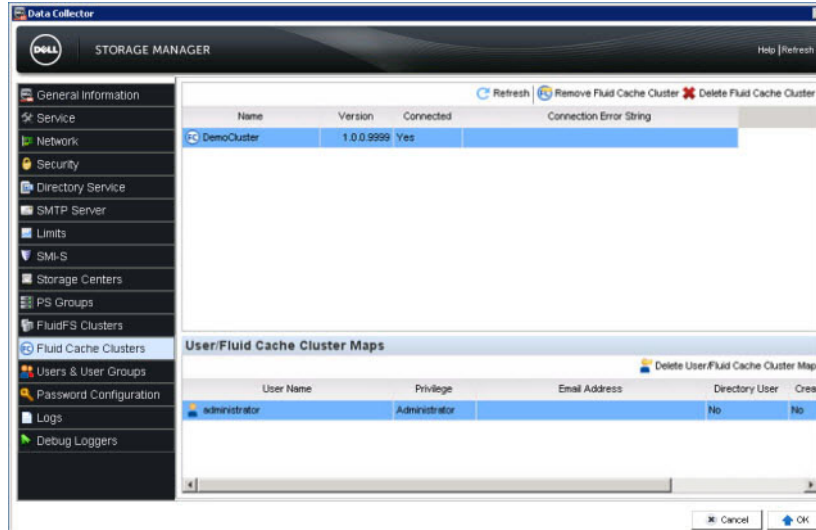 Data Collector
DELL STORAGE MANAGER Help | Refresh
General Information
Service
Network
Security
Directory Service
SMTP Server
Limits
SMI-S
Storage Centers
PS Groups
FluidFS Clusters
Fluid Cache Clusters
Users & User Groups
Password Configuration
Logs
Debug Loggers
Refresh FC Remove Fluid Cache Cluster Delete Fluid Cache Cluster
Name Version Connected Connection Error String
FC DemoCluster 1.0.0.9999 Yes
User/Fluid Cache Cluster Maps
Delete User/Fluid Cache Cluster Map
User Name Privilege Email Address Directory User Crea
administrator Administrator No No
Cancel OK